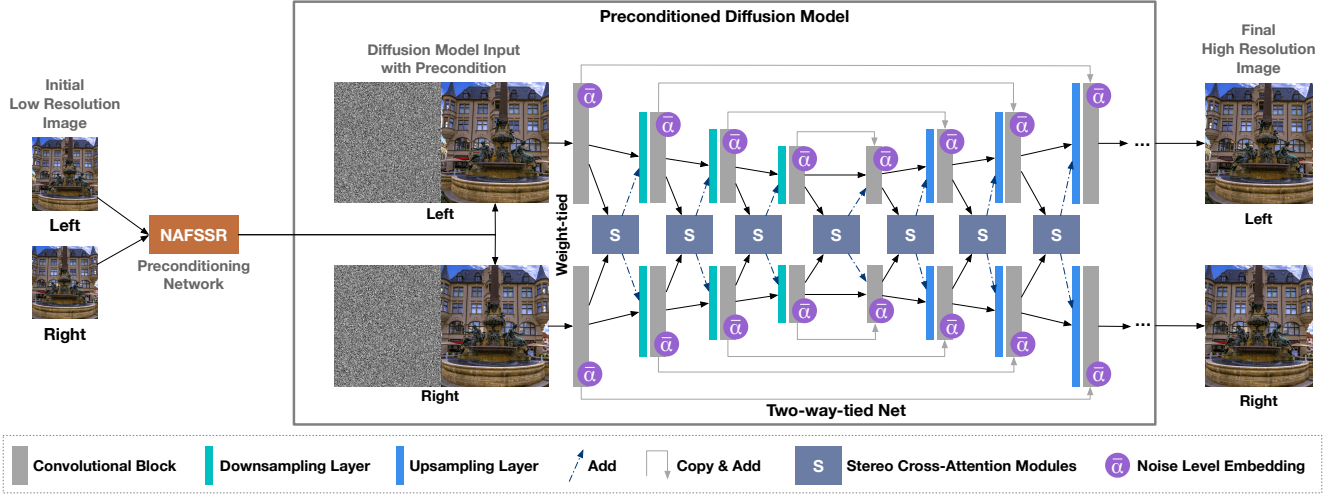 Preconditioned Diffusion Model
Initial
Low Resolution
Image
Left
Right
NAFSSR
Preconditioning
Network
Diffusion Model Input
with Precondition
Left
Right
Weight-tied
ᾱ ᾱ ᾱ ᾱ ᾱ ᾱ ᾱ ᾱ
S S S S S S S
ᾱ ᾱ ᾱ ᾱ ᾱ ᾱ ᾱ ᾱ
...
...
Two-way-tied Net
Final
High Resolution
Image
Left
Right
Convolutional Block
Downsampling Layer
Upsampling Layer
Add
Copy & Add
S Stereo Cross-Attention Modules
ᾱ Noise Level Embedding